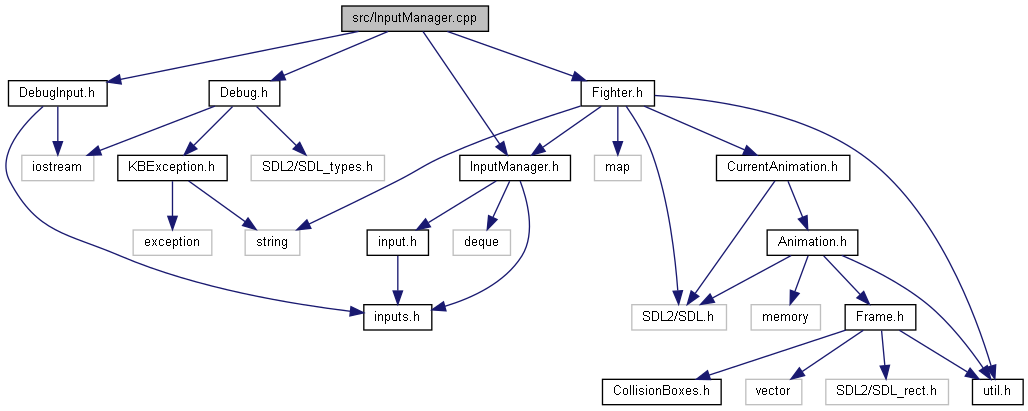 src/InputManager.cpp
DebugInput.h
Debug.h
Fighter.h
iostream
KBException.h
SDL2/SDL_types.h
InputManager.h
map
CurrentAnimation.h
exception
string
input.h
deque
Animation.h
inputs.h
SDL2/SDL.h
memory
Frame.h
CollisionBoxes.h
vector
SDL2/SDL_rect.h
util.h